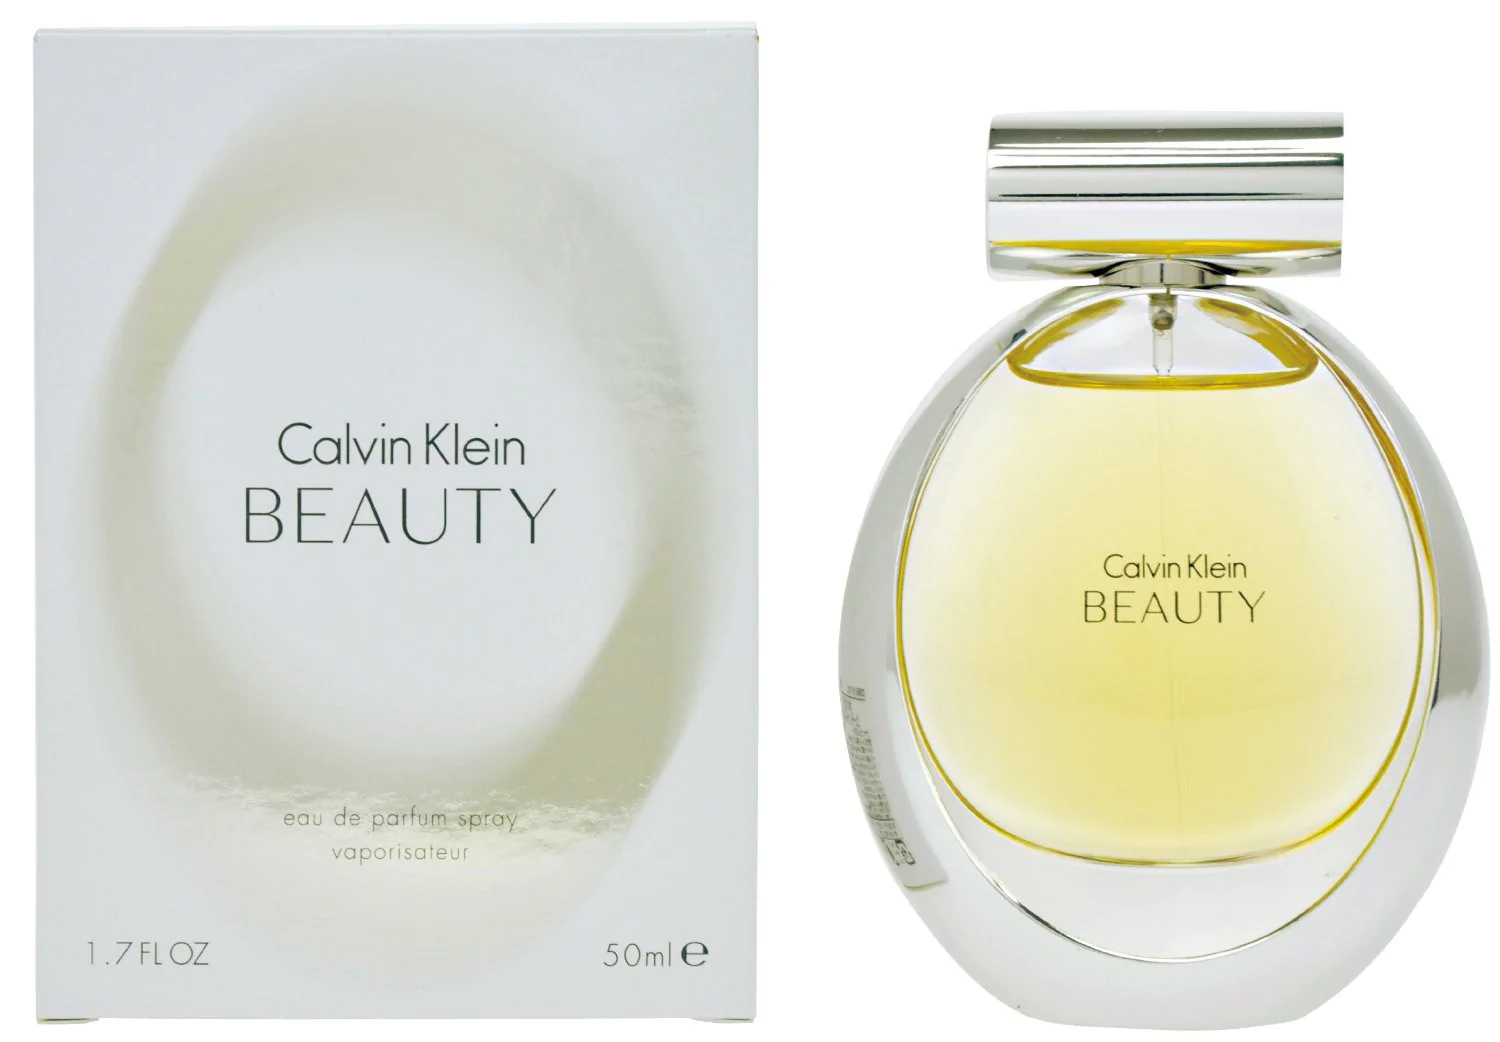 Calvin Klein
BEAUTY
eau de parfum spray
vaporisateur
1.7 FL OZ
50ml ℮
Calvin Klein
BEAUTY